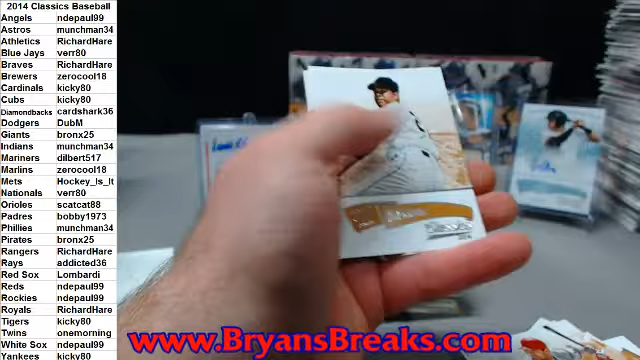 2014 Classics Baseball
Angels ndepaul99
Astros munchman34
Athletics RichardHare
Blue Jays verr80
Braves RichardHare
Brewers zerocool18
Cardinals kicky80
Cubs kicky80
Diamondbacks cardshark36
Dodgers DubM
Giants bronx25
Indians munchman34
Mariners dilbert517
Marlins zerocool18
Mets Hockey_Is_It
Nationals verr80
Orioles scatcat88
Padres bobby1973
Phillies munchman34
Pirates bronx25
Rangers RichardHare
Rays addicted36
Red Sox Lombardi
Reds ndepaul99
Rockies ndepaul99
Royals RichardHare
Tigers kicky80
Twins onemorning
White Sox ndepaul99
Yankees kicky80
www.BryansBreaks.com